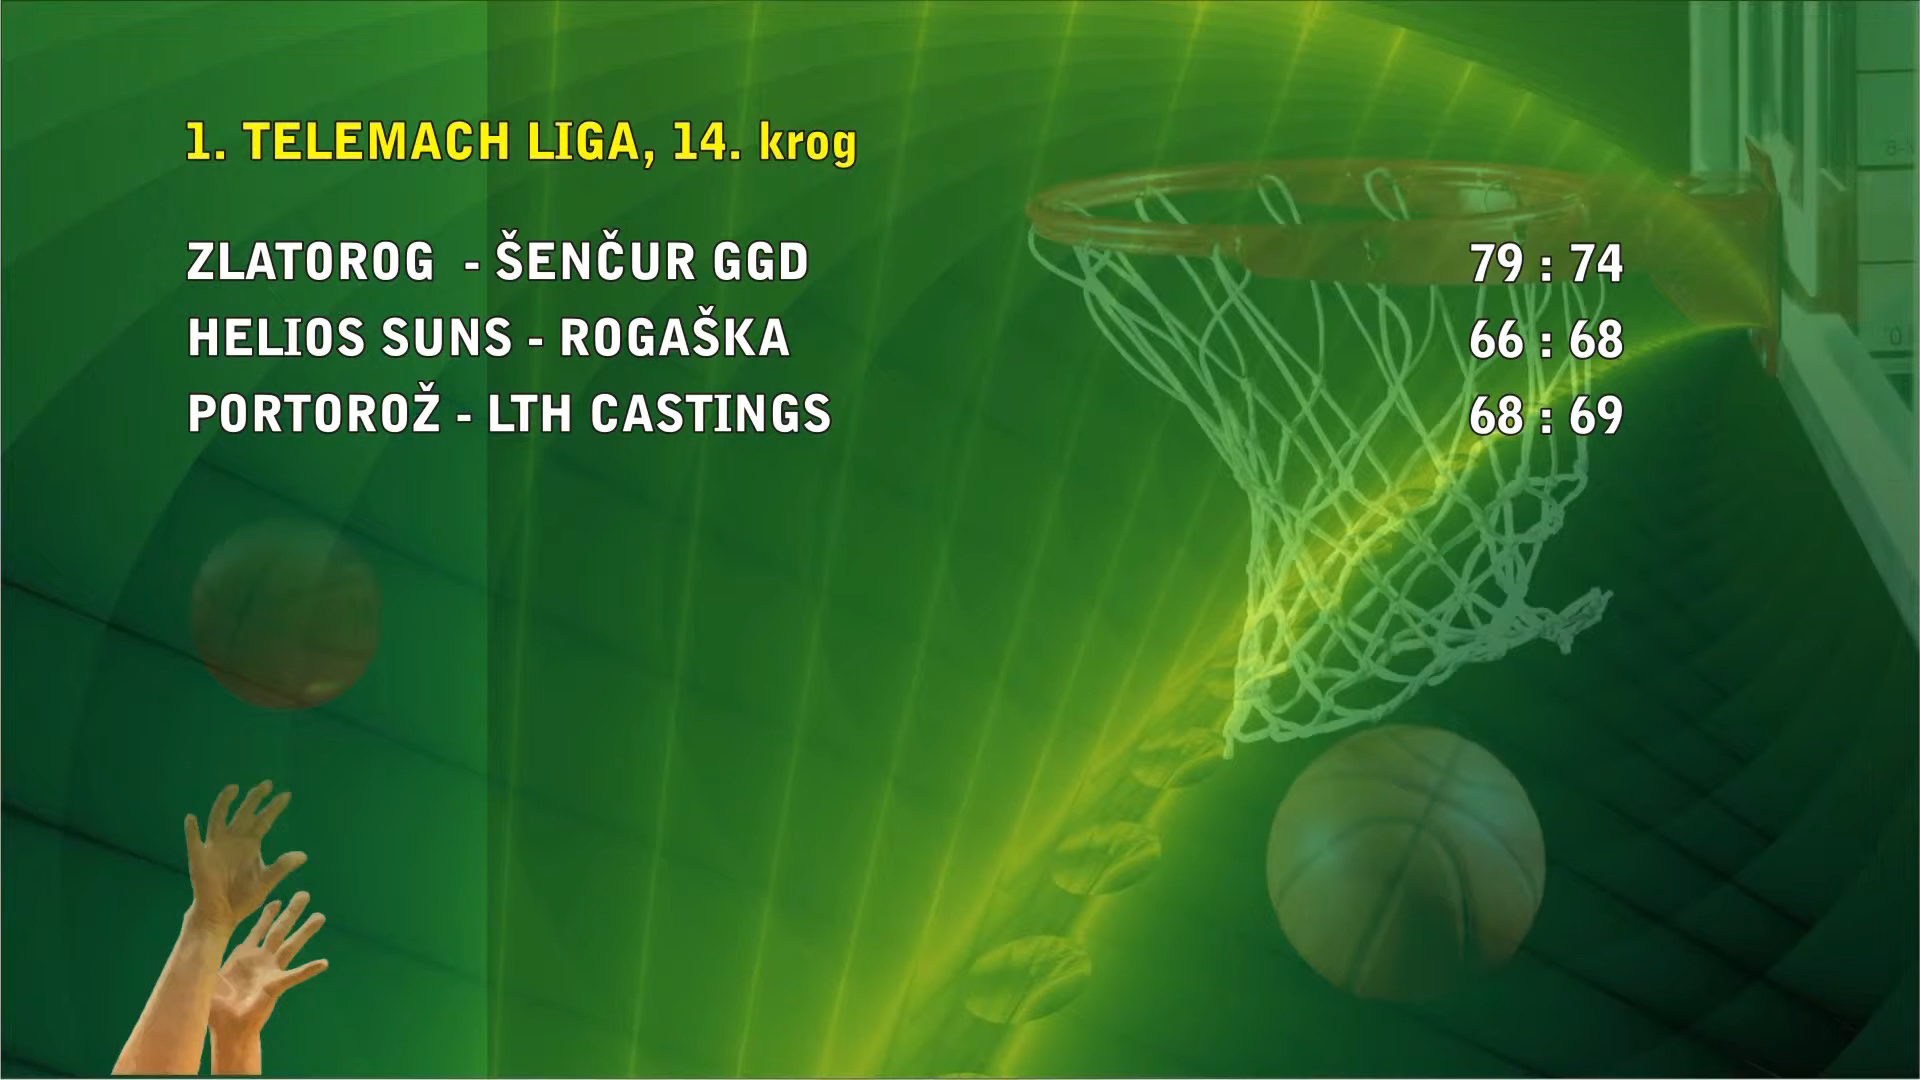 1. TELEMACH LIGA, 14. krog
ZLATOROG - ŠENČUR GGD 79 : 74
HELIOS SUNS - ROGAŠKA 66 : 68
PORTOROŽ - LTH CASTINGS 68 : 69